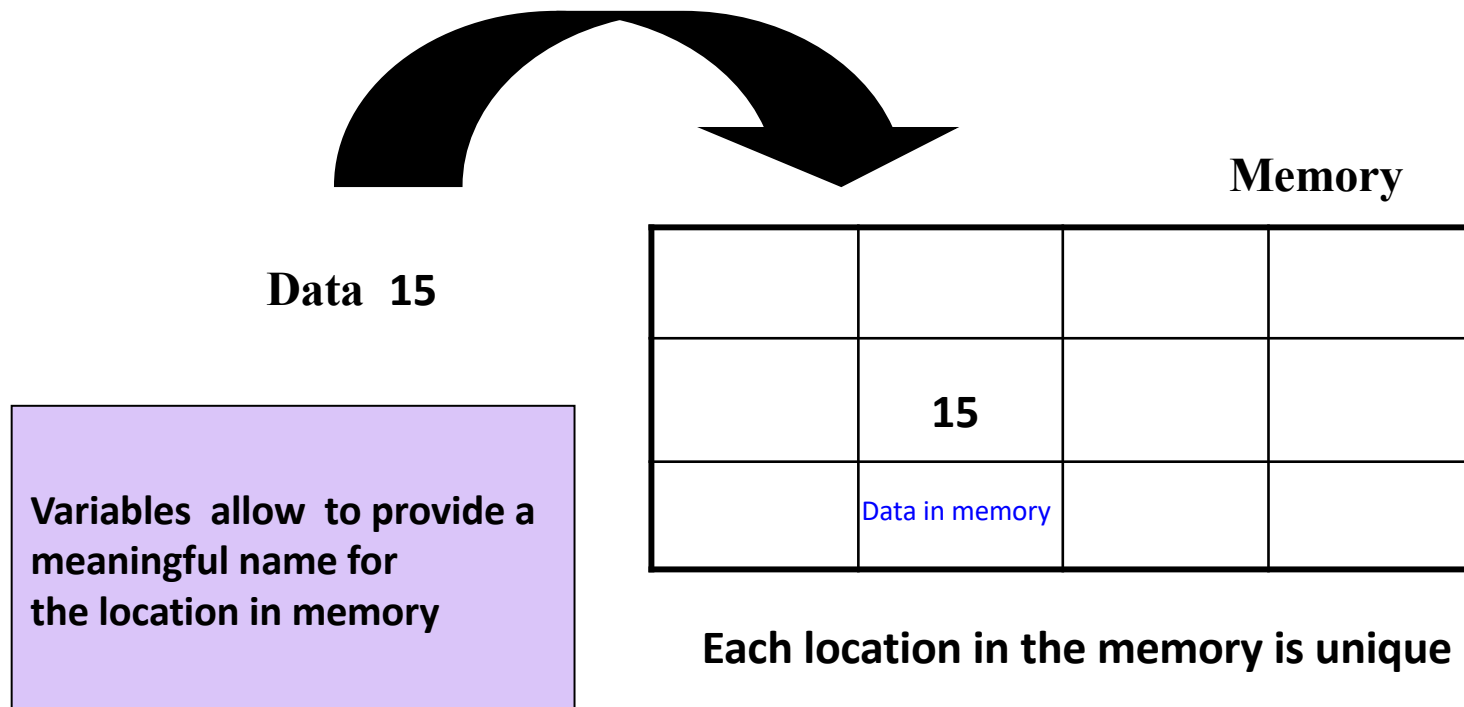 Memory
Data 15
15
Data in memory
Variables allow to provide a
meaningful name for
the location in memory
Each location in the memory is unique